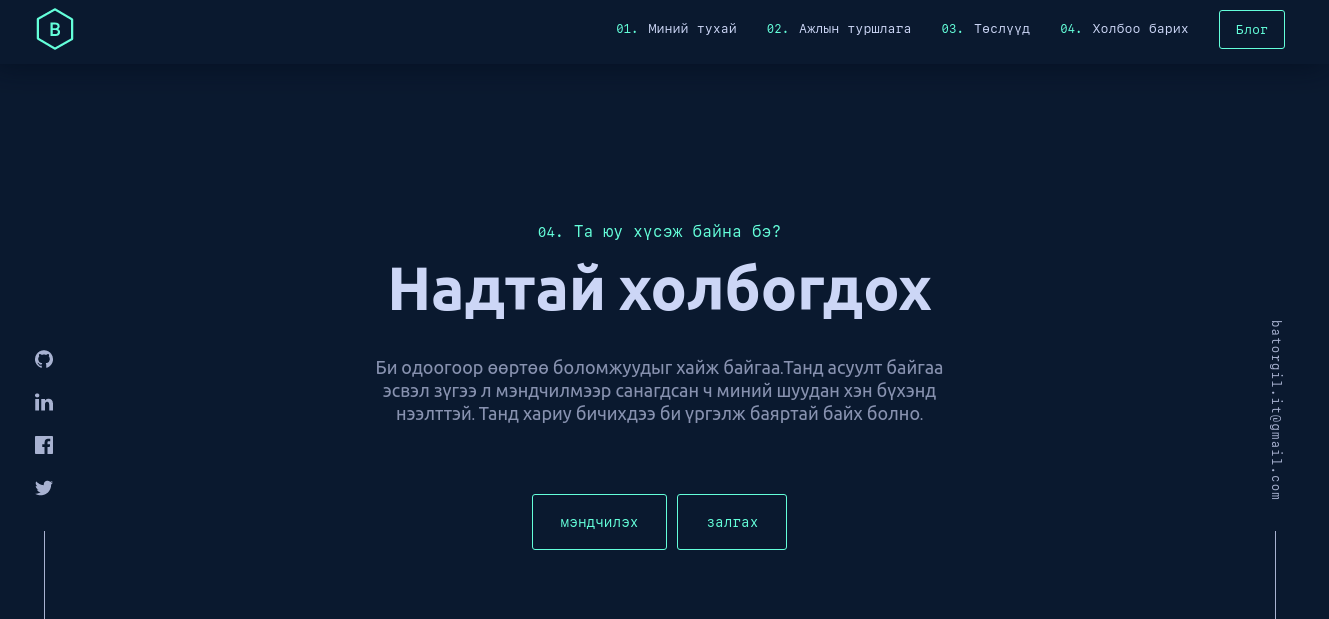 B
01. Миний тухай
02. Ажлын туршлага
03. Төслүүд
04. Холбоо барих
Блог
04. Та юу хүсэж байна бэ?
Надтай холбогдох
Би одоогоор өөртөө боломжуудыг хайж байгаа.Танд асуулт байгаа
эсвэл зүгээ л мэндчилмээр санагдсан ч миний шуудан хэн бүхэнд
нээлттэй. Танд хариу бичихдээ би үргэлж баяртай байх болно.
мэндчилэх
залгах
batorgil.it@gmail.com